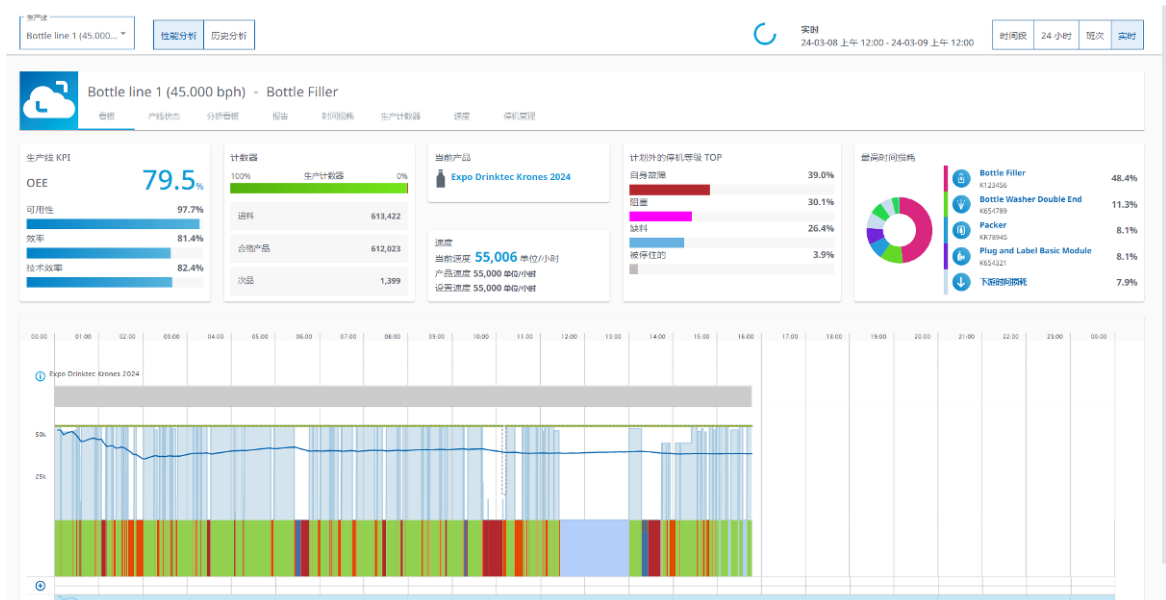 生产线
Bottle line 1 (45.000...
性能分析
历史分析
实时
24-03-08 上午 12:00 - 24-03-09 上午 12:00
时间段
24 小时
班次
实时
Bottle line 1 (45.000 bph) - Bottle Filler
看板
产线状态
分析看板
报告
时间损耗
生产计数器
速度
停机管理
生产线 KPI
OEE
79.5%
可用性
97.7%
效率
81.4%
技术效率
82.4%
计数器
100%
生产计数器
0%
进料
613,422
合格产品
612,023
次品
1,399
当前产品
Expo Drinktec Krones 2024
速度
当前速度 55,006 单位/小时
产品速度 55,000 单位/小时
设置速度 55,000 单位/小时
计划外的停机等级 TOP
自身故障
39.0%
阻塞
30.1%
缺料
26.4%
被停住的
3.9%
最高时间损耗
Bottle Filler
K123456
48.4%
Bottle Washer Double End
K654789
11.3%
Packer
KR78945
8.1%
Plug and Label Basic Module
K654321
8.1%
下游时间损耗
7.9%
00:00 01:00 02:00 03:00 04:00 05:00 06:00 07:00 08:00 09:00 10:00 11:00 12:00 13:00 14:00 15:00 16:00 17:00 18:00 19:00 20:00 21:00 22:00 23:00 00:00
Expo Drinktec Krones 2024
50k
25k